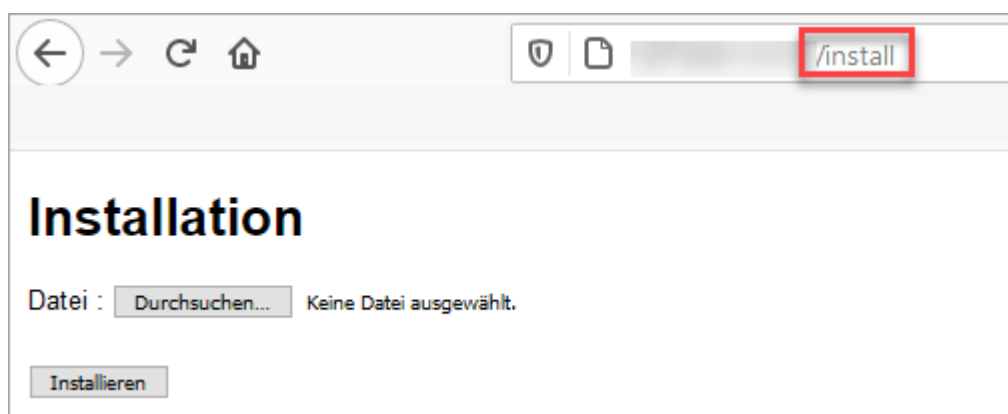 /install
Installation
Datei : Durchsuchen... Keine Datei ausgewählt.
Installieren